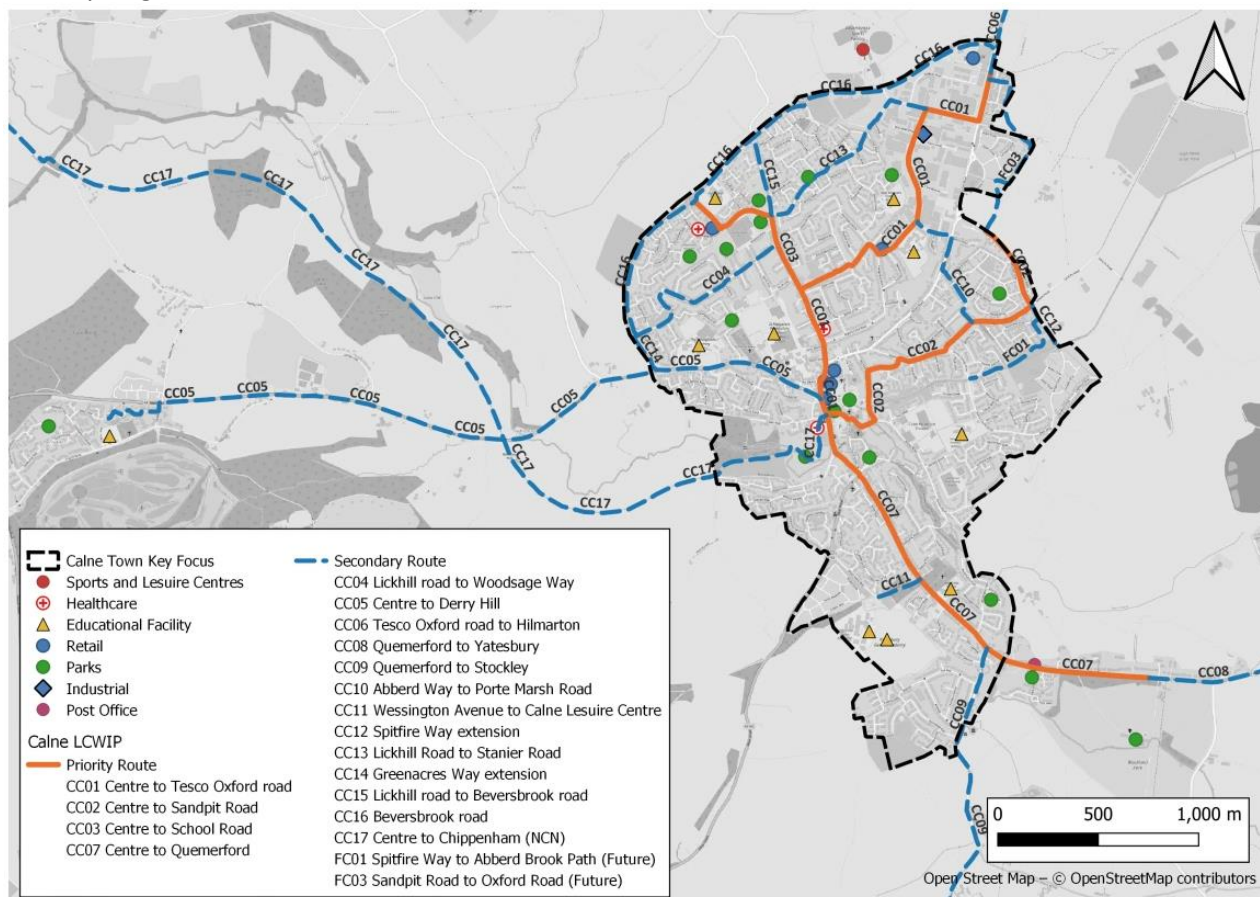 CC06
CC16
CC16
CC01
CC16
CC13
CC15
FC03
CC01
CC17
CC17
CC17
CC01
CC03
CC16
CC04
CC02
CC10
CC17
CC01
CC12
CC02
FC01
CC14
CC05
CC05
CC17
CC05
CC05
CC01
CC02
CC05
CC05
CC17
CC17
CC17
CC17
CC07
CC11
CC07
CC07
CC08
CC09
CC09
Calne Town Key Focus
Sports and Lesuire Centres
Healthcare
Educational Facility
Retail
Parks
Industrial
Post Office
Calne LCWIP
Priority Route
CC01 Centre to Tesco Oxford road
CC02 Centre to Sandpit Road
CC03 Centre to School Road
CC07 Centre to Quemerford
Secondary Route
CC04 Lickhill road to Woodsage Way
CC05 Centre to Derry Hill
CC06 Tesco Oxford road to Hilmarton
CC08 Quemerford to Yatesbury
CC09 Quemerford to Stockley
CC10 Abberd Way to Porte Marsh Road
CC11 Wessington Avenue to Calne Lesuire Centre
CC12 Spitfire Way extension
CC13 Lickhill Road to Stanier Road
CC14 Greenacres Way extension
CC15 Lickhill road to Beversbrook road
CC16 Beversbrook road
CC17 Centre to Chippenham (NCN)
FC01 Spitfire Way to Abberd Brook Path (Future)
FC03 Sandpit Road to Oxford Road (Future)
0 500 1,000 m
Open Street Map – © OpenStreetMap contributors